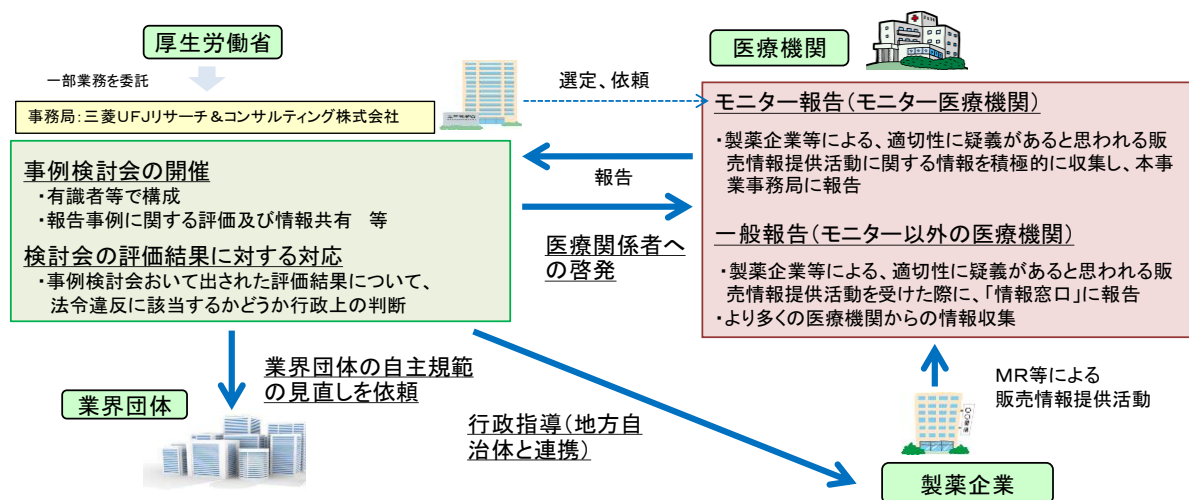 厚生労働省
一部業務を委託
事務局:三菱UFJリサーチ&コンサルティング株式会社
事例検討会の開催
・有識者等で構成
・報告事例に関する評価及び情報共有 等
検討会の評価結果に対する対応
・事例検討会おいて出された評価結果について、
法令違反に該当するかどうか行政上の判断
選定、依頼
報告
医療関係者へ
の啓発
医療機関
モニター報告(モニター医療機関)
・製薬企業等による、適切性に疑義があると思われる販
売情報提供活動に関する情報を積極的に収集し、本事
業事務局に報告
一般報告(モニター以外の医療機関)
・製薬企業等による、適切性に疑義があると思われる販
売情報提供活動を受けた際に、「情報窓口」に報告
・より多くの医療機関からの情報収集
業界団体の自主規範
の見直しを依頼
業界団体
行政指導(地方自
治体と連携)
MR等による
販売情報提供活動
製薬企業